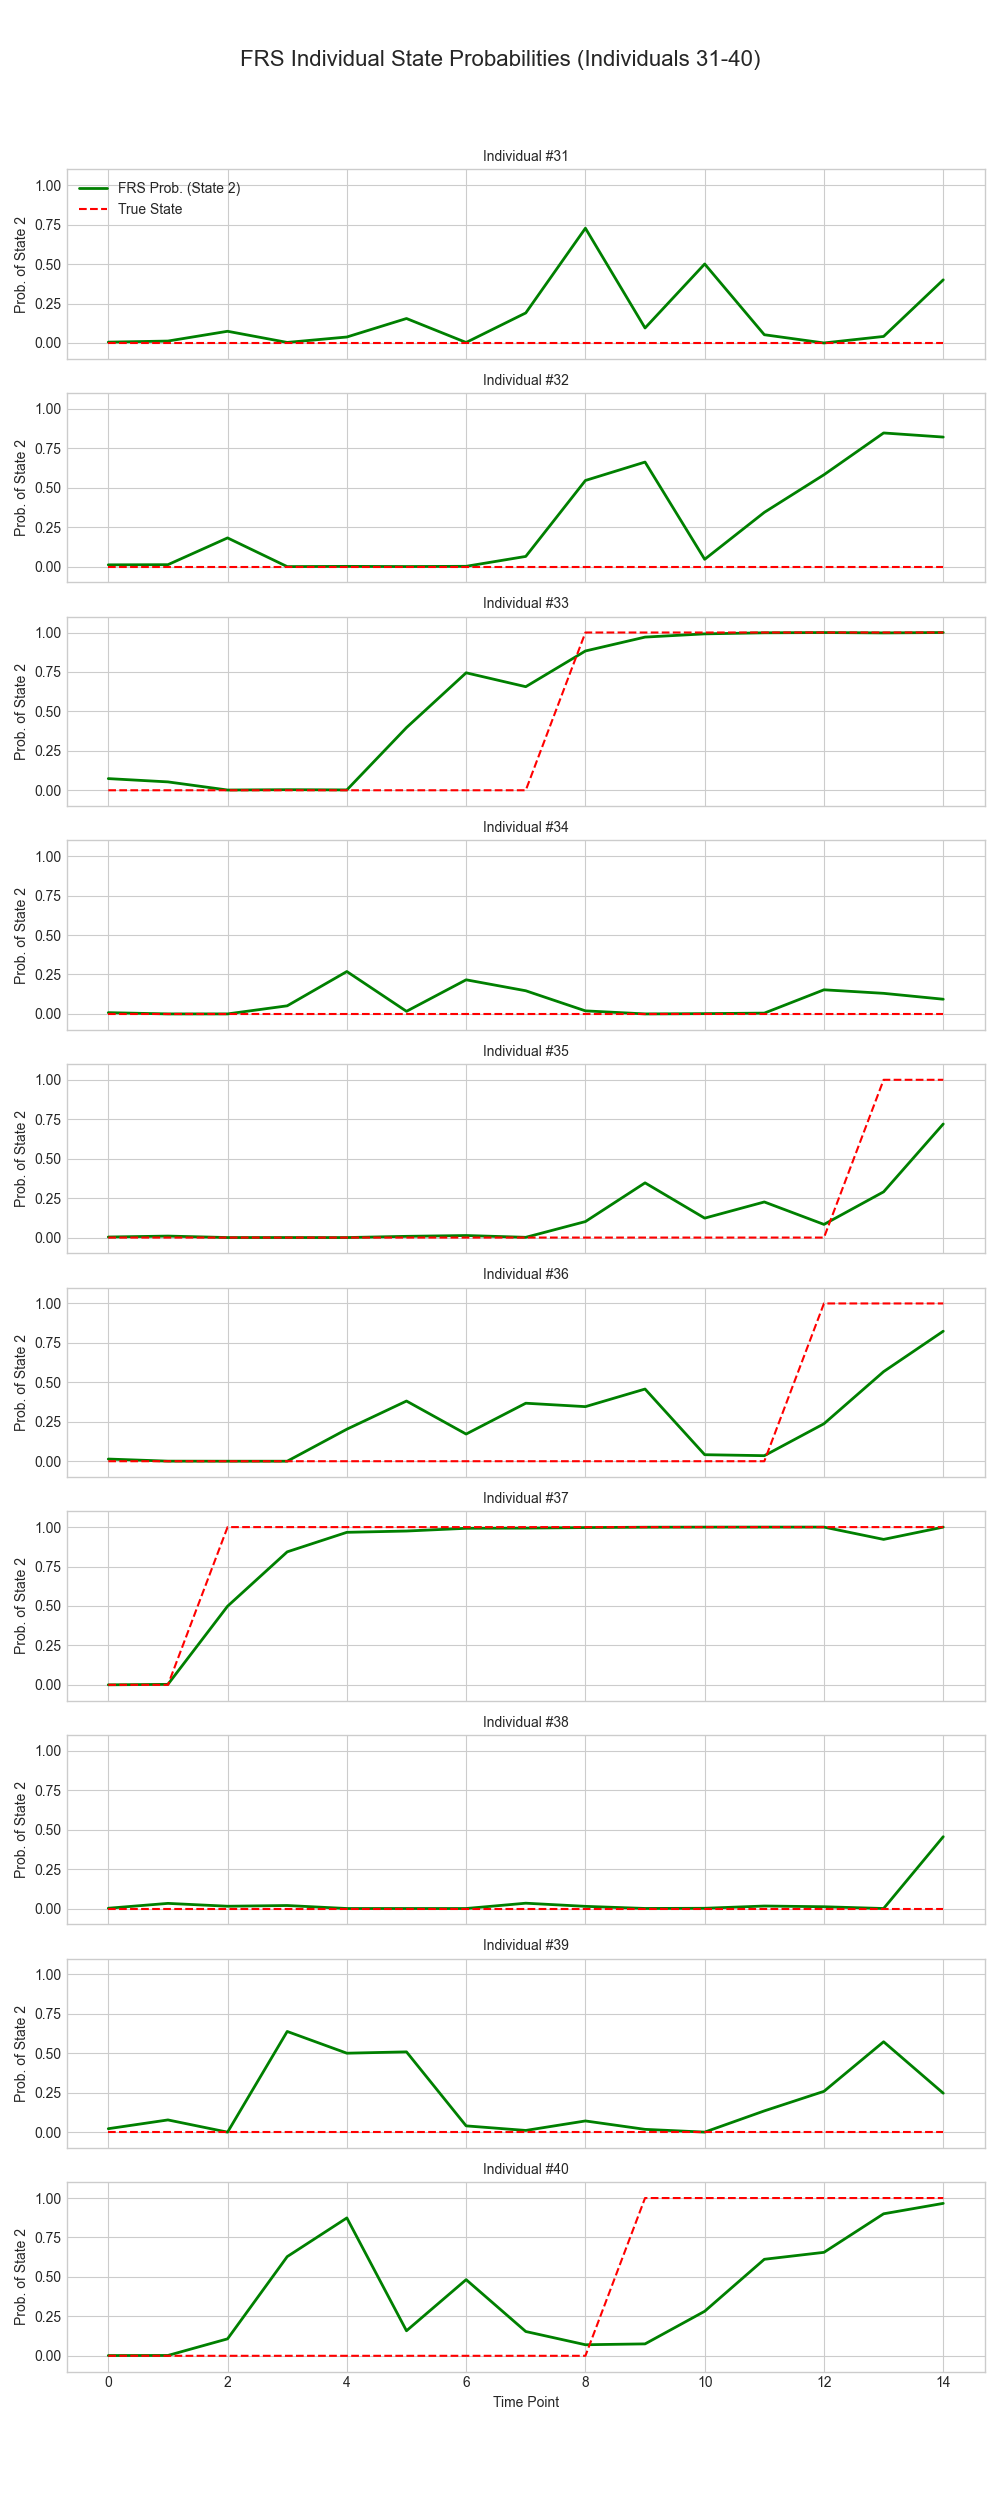 FRS Individual State Probabilities (Individuals 31-40)
Individual #31
Prob. of State 2
1.00
0.75
0.50
0.25
0.00
FRS Prob. (State 2)
True State
Individual #32
Prob. of State 2
1.00
0.75
0.50
0.25
0.00
Individual #33
Prob. of State 2
1.00
0.75
0.50
0.25
0.00
Individual #34
Prob. of State 2
1.00
0.75
0.50
0.25
0.00
Individual #35
Prob. of State 2
1.00
0.75
0.50
0.25
0.00
Individual #36
Prob. of State 2
1.00
0.75
0.50
0.25
0.00
Individual #37
Prob. of State 2
1.00
0.75
0.50
0.25
0.00
Individual #38
Prob. of State 2
1.00
0.75
0.50
0.25
0.00
Individual #39
Prob. of State 2
1.00
0.75
0.50
0.25
0.00
Individual #40
Prob. of State 2
1.00
0.75
0.50
0.25
0.00
0 2 4 6 8 10 12 14
Time Point